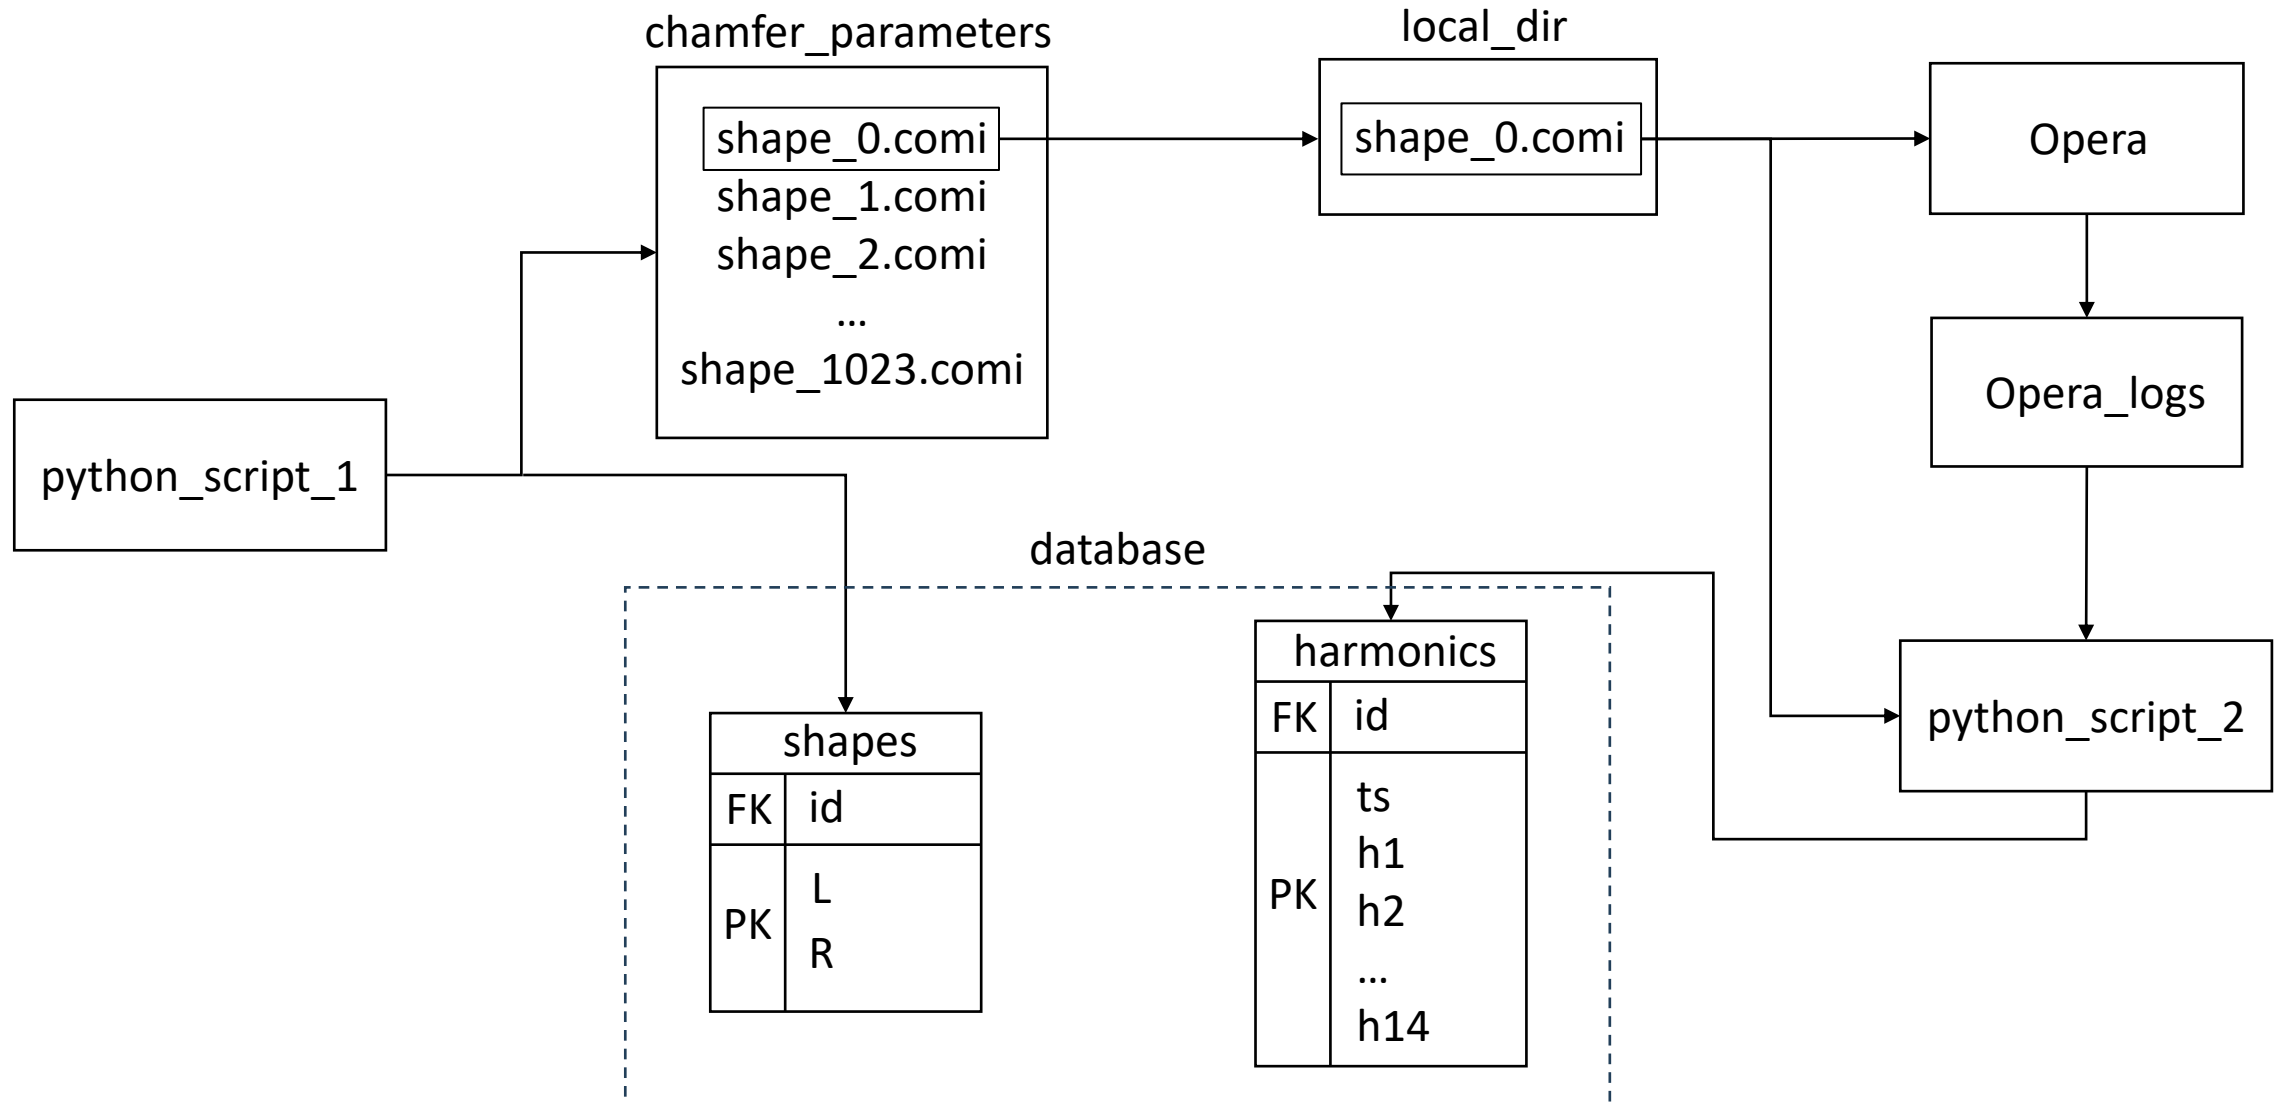 chamfer_parameters
shape_0.comi
shape_1.comi
shape_2.comi
...
shape_1023.comi
local_dir
shape_0.comi
Opera
Opera_logs
python_script_1
python_script_2
database
shapes
FK id
PK
L
R
harmonics
FK id
PK
ts
h1
h2
...
h14